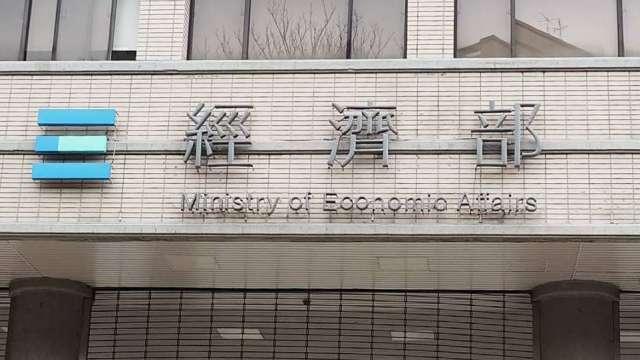 經濟部
Ministry of Economic Affairs